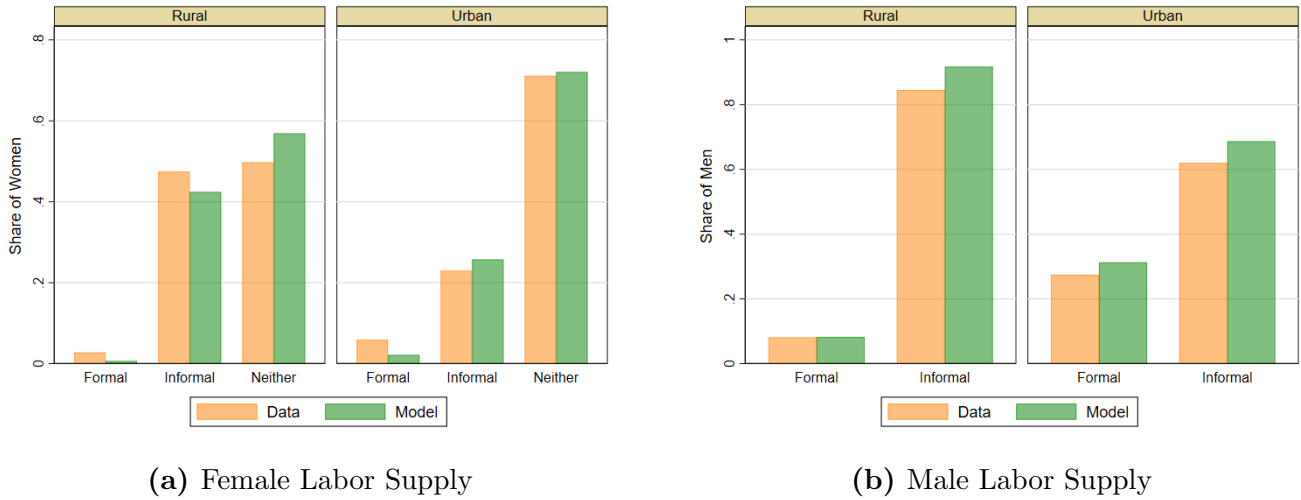 Rural Urban
Share of Women
0 .2 .4 .6 .8
Formal Informal Neither Formal Informal Neither
Data Model
(a) Female Labor Supply
Rural Urban
Share of Men
0 .2 .4 .6 .8 1
Formal Informal Formal Informal
Data Model
(b) Male Labor Supply